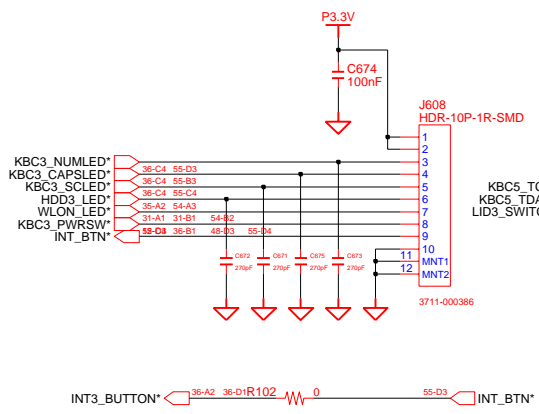 P3.3V
C674
100nF
J608
HDR-10P-1R-SMD
1
2
KBC3_NUMLED* 3
36-C4 55-D3
KBC3_CAPSLED* 4
36-C4 55-B3
KBC3_SCLED* 5
36-C4 55-C4
HDD3_LED* 6
35-A2 54-A3
WLON_LED* 7
31-A1 31-B1 54-B2
KBC3_PWRSW* 8
36-B1 48-D3 55-D4
INT_BTN* 9
10
11 MNT1
12 MNT2
KBC5_TC
KBC5_TDA
LID3_SWITC
C672 C671 C675 C673
270pF 270pF 270pF 270pF
3711-000386
INT3_BUTTON* 36-A2 36-D1 R102 0 55-D3 INT_BTN*